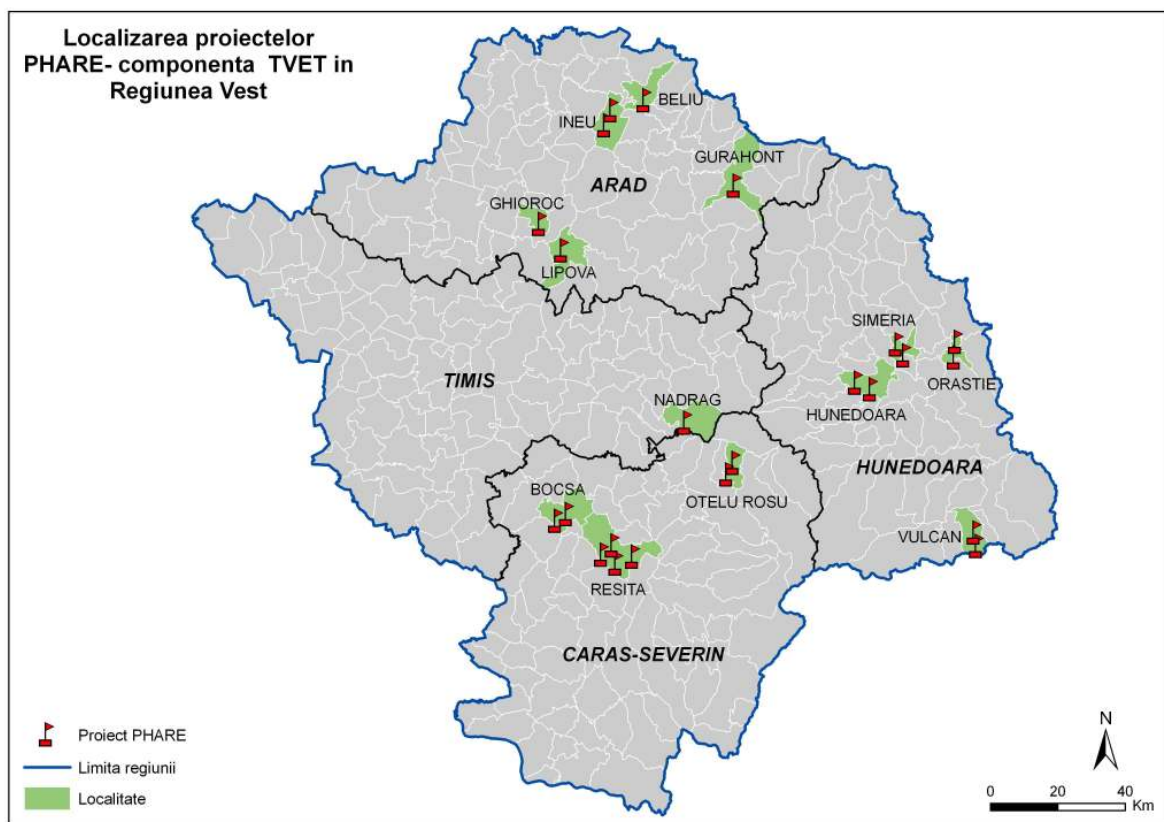 Localizarea proiectelor
PHARE- componenta TVET in
Regiunea Vest
BELIU
INEU
GURAHONT
ARAD
GHIOROC
LIPOVA
SIMERIA
ORASTIE
TIMIS
NADRAG
HUNEDOARA
HUNEDOARA
OTELU ROSU
BOCSA
VULCAN
RESITA
CARAS-SEVERIN
Proiect PHARE
Limita regiunii
Localitate
N
0 20 40
Km